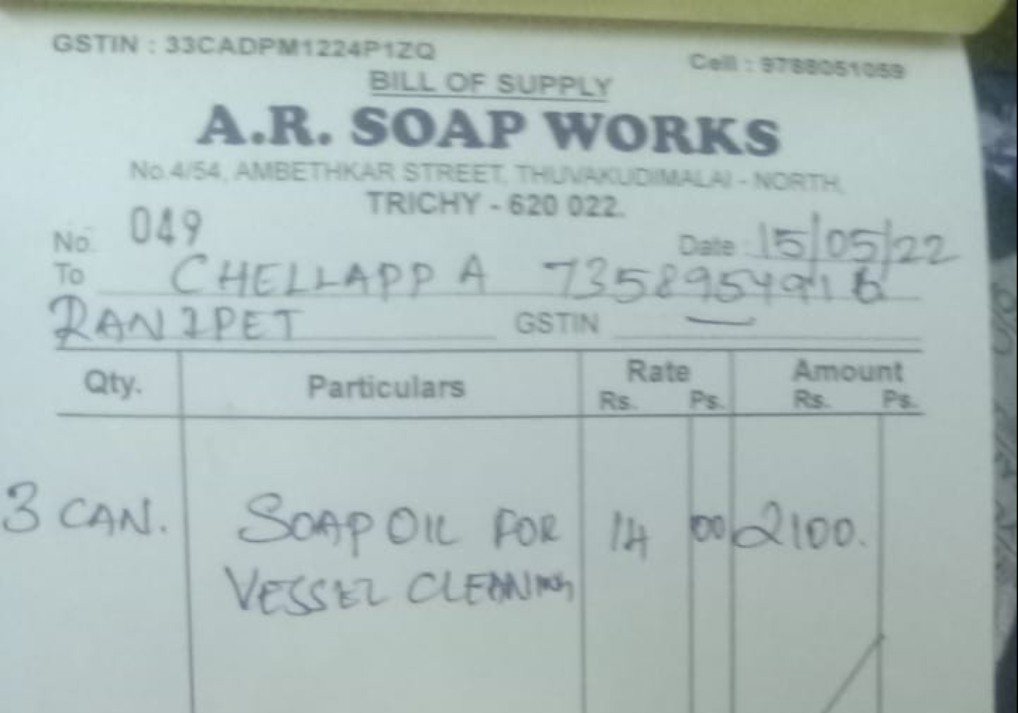 GSTIN : 33CADPM1224P1ZQ Cell : 9788051059
BILL OF SUPPLY
A.R. SOAP WORKS
No.4/54, AMBETHKAR STREET, THUVAKUDIMALAI - NORTH,
TRICHY - 620 022.
No. 049 Date : 15/05/22
To CHELLAPPA 7358954916
RANIPET GSTIN —
Qty. Particulars Rate Amount
Rs. Ps. Rs. Ps.
3 CAN. SOAP OIL FOR 14 00 2100.
VESSEL CLEANING